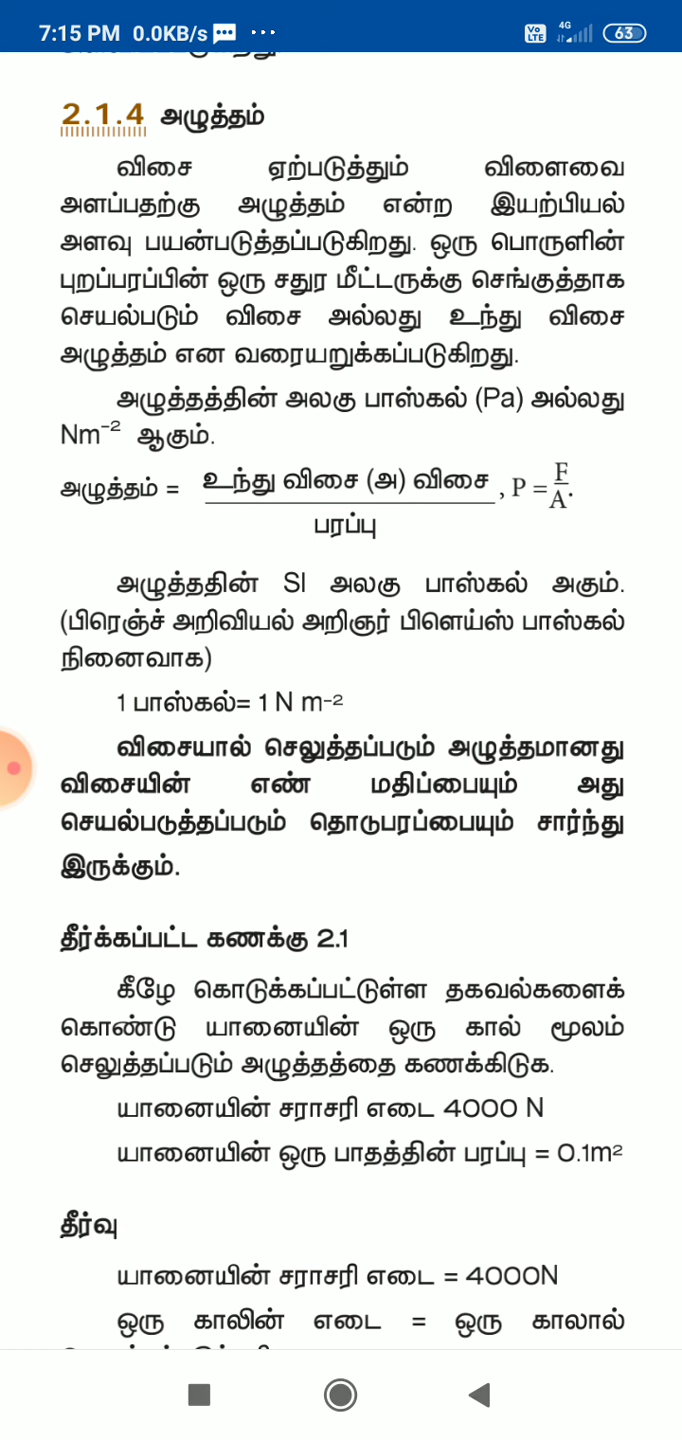 7:15 PM 0.0KB/s ... Vo LTE 4G 63
2.1.4 அழுத்தம்
விசை ஏற்படுத்தும் விளைவை
அளப்பதற்கு அழுத்தம் என்ற இயற்பியல்
அளவு பயன்படுத்தப்படுகிறது. ஒரு பொருளின்
புறப்பரப்பின் ஒரு சதுர மீட்டருக்கு செங்குத்தாக
செயல்படும் விசை அல்லது உந்து விசை
அழுத்தம் என வரையறுக்கப்படுகிறது.
அழுத்தத்தின் அலகு பாஸ்கல் (Pa) அல்லது
Nm⁻² ஆகும்.
அழுத்தம் = உந்து விசை (அ) விசை / பரப்பு , P = F/A.
அழுத்ததின் SI அலகு பாஸ்கல் அகும்.
(பிரெஞ்ச் அறிவியல் அறிஞர் பிளெய்ஸ் பாஸ்கல்
நினைவாக)
1 பாஸ்கல்= 1 N m⁻²
விசையால் செலுத்தப்படும் அழுத்தமானது
விசையின் எண் மதிப்பையும் அது
செயல்படுத்தப்படும் தொடுபரப்பையும் சார்ந்து
இருக்கும்.
தீர்க்கப்பட்ட கணக்கு 2.1
கீழே கொடுக்கப்பட்டுள்ள தகவல்களைக்
கொண்டு யானையின் ஒரு கால் மூலம்
செலுத்தப்படும் அழுத்தத்தை கணக்கிடுக.
யானையின் சராசரி எடை 4000 N
யானையின் ஒரு பாதத்தின் பரப்பு = 0.1m²
தீர்வு
யானையின் சராசரி எடை = 4000N
ஒரு காலின் எடை = ஒரு காலால்